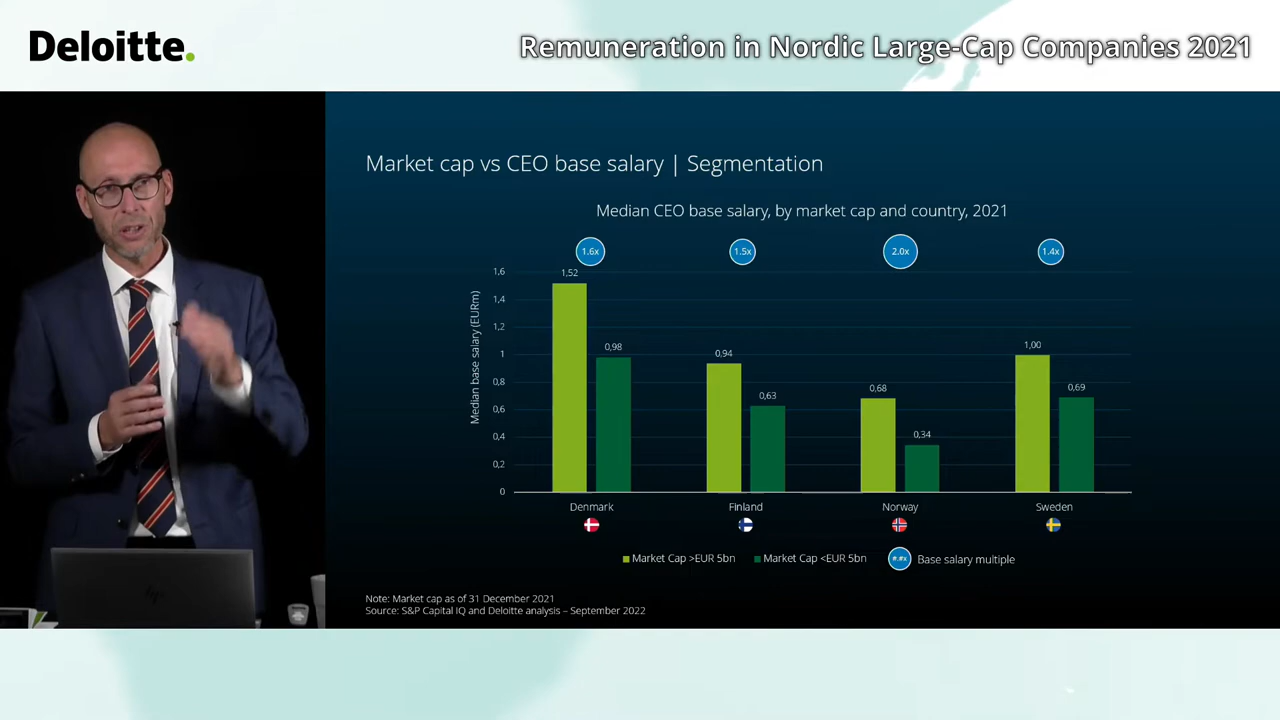 Deloitte.
Remuneration in Nordic Large-Cap Companies 2021
Market cap vs CEO base salary | Segmentation
Median CEO base salary, by market cap and country, 2021
1.6x
1.5x
2.0x
1.4x
Median base salary (EURm)
1,6
1,4
1,2
1
0,8
0,6
0,4
0,2
0
1,52
0,98
0,94
0,63
0,68
0,34
1,00
0,69
Denmark
Finland
Norway
Sweden
Market Cap >EUR 5bn
Market Cap <EUR 5bn
#.#x
Base salary multiple
Note: Market cap as of 31 December 2021
Source: S&P Capital IQ and Deloitte analysis – September 2022